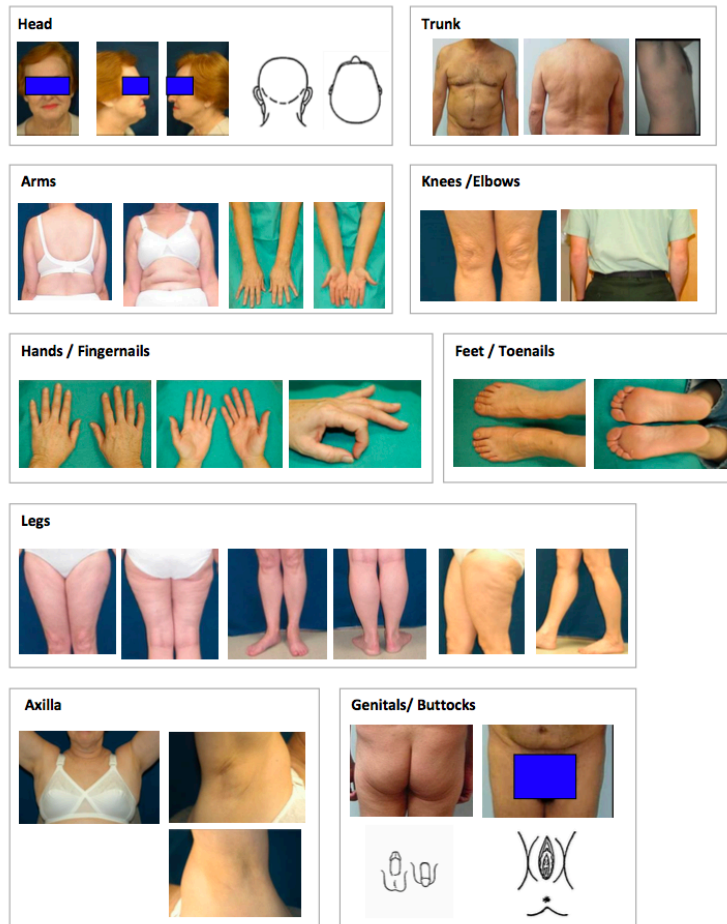 Head
Trunk
Arms
Knees /Elbows
Hands / Fingernails
Feet / Toenails
Legs
Axilla
Genitals/ Buttocks